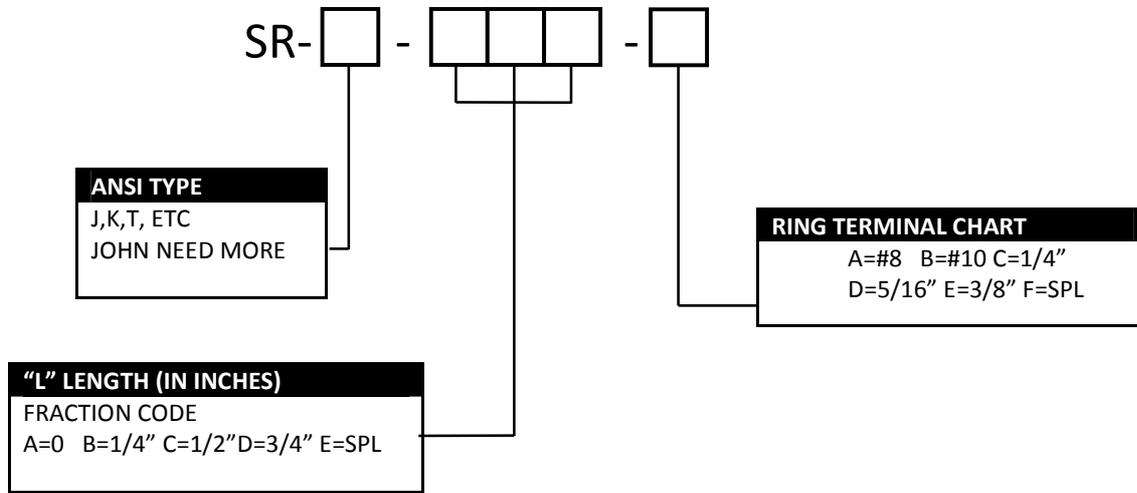 SR- - -
ANSI TYPE
J,K,T, ETC
JOHN NEED MORE
RING TERMINAL CHART
A=#8 B=#10 C=1/4”
D=5/16” E=3/8” F=SPL
“L” LENGTH (IN INCHES)
FRACTION CODE
A=0 B=1/4” C=1/2”D=3/4” E=SPL